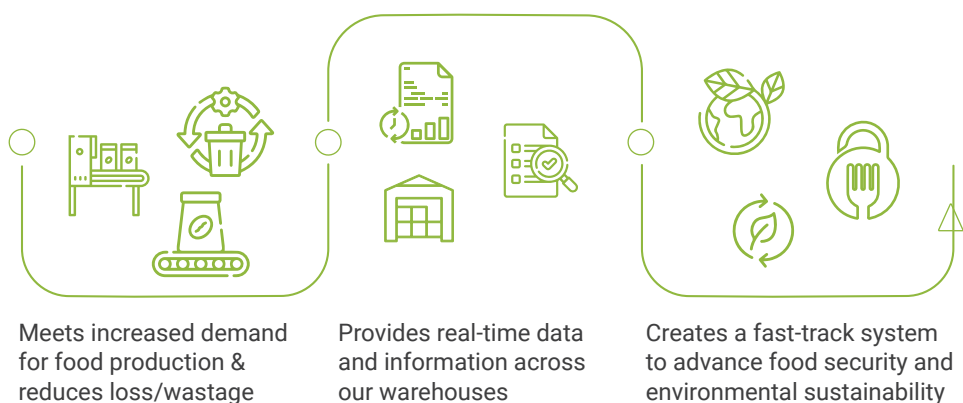 Meets increased demand
for food production &
reduces loss/wastage
Provides real-time data
and information across
our warehouses
Creates a fast-track system
to advance food security and
environmental sustainability